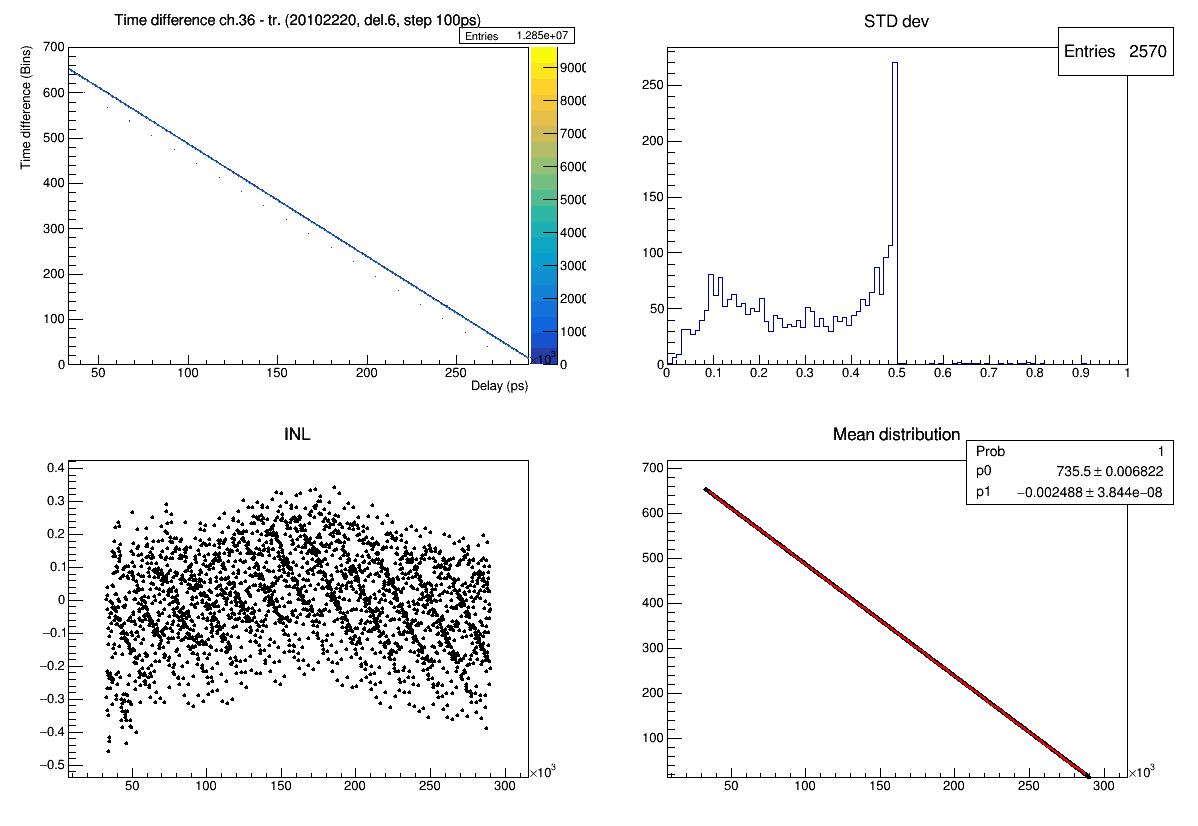 Time difference ch.36 - tr. (20102220, del.6, step 100ps)
Entries 1.285e+07
Time difference (Bins)
700
600
500
400
300
200
100
0
50 100 150 200 250
×10³
Delay (ps)
9000
8000
7000
6000
5000
4000
3000
2000
1000
0
STD dev
Entries 2570
250
200
150
100
50
0
0 0.1 0.2 0.3 0.4 0.5 0.6 0.7 0.8 0.9 1
INL
0.4
0.3
0.2
0.1
0
−0.1
−0.2
−0.3
−0.4
−0.5
50 100 150 200 250 300
×10³
Mean distribution
Prob 1
p0 735.5 ± 0.006822
p1 −0.002488 ± 3.844e−08
700
600
500
400
300
200
100
50 100 150 200 250 300
×10³